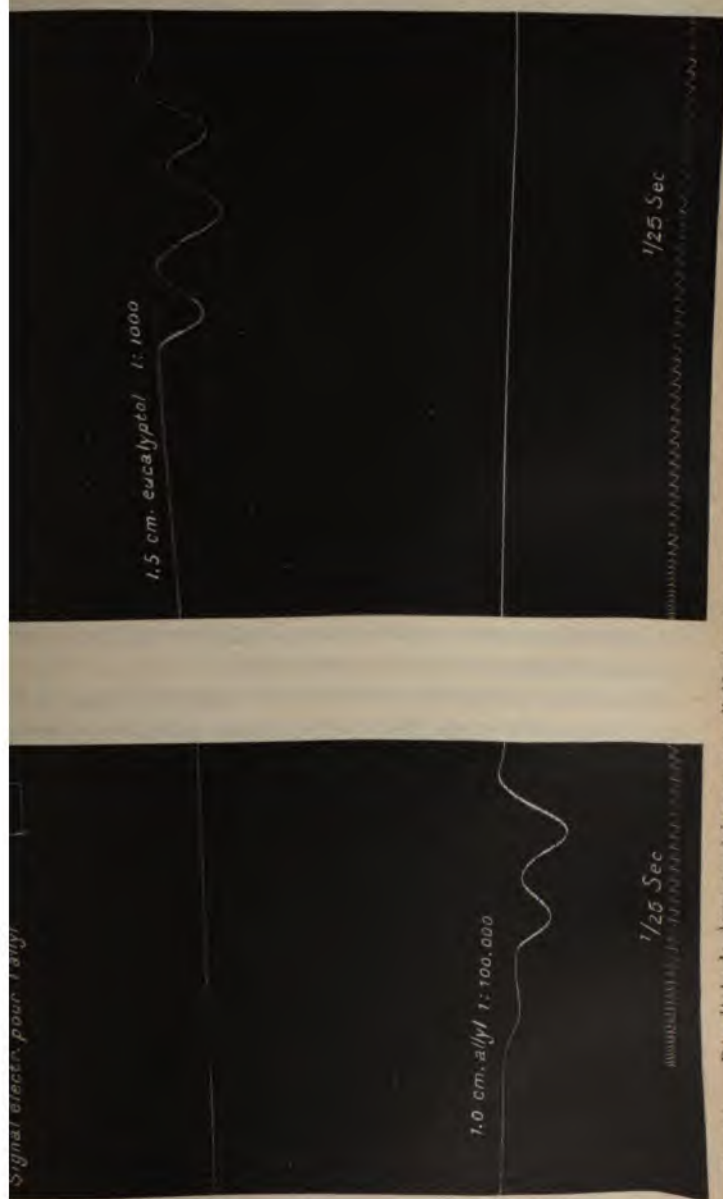 1.5 cm. eucalyptol 1:1000
1/25 Sec
Signal électr. pour l'allyl
1.0 cm. allyl 1:100.000
1/25 Sec